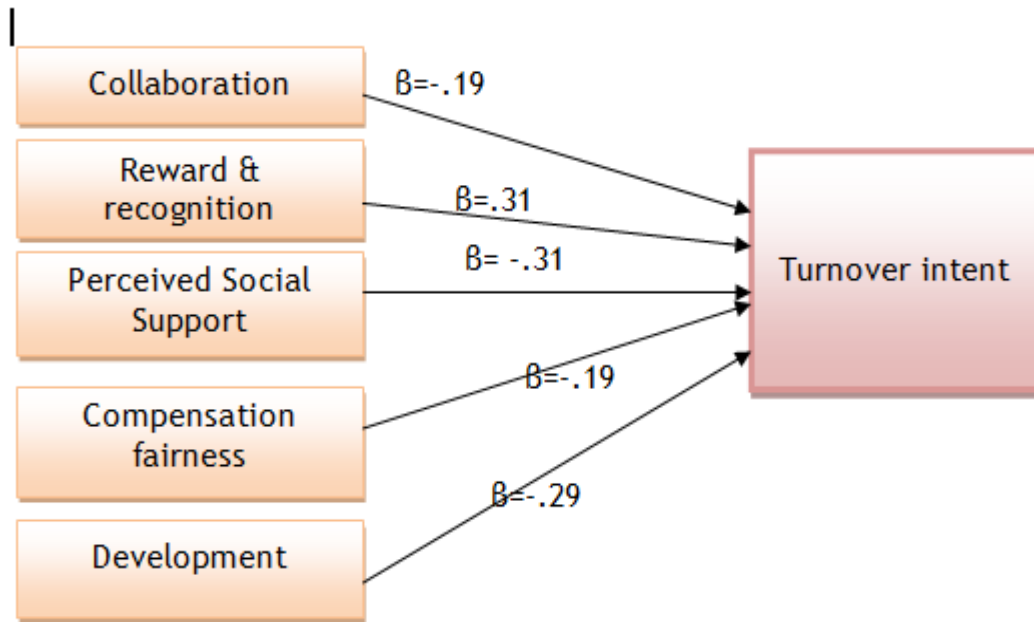 Collaboration
β=-.19
Reward &
recognition
β=.31
Perceived Social
Support
β= -.31
Turnover intent
Compensation
fairness
β=-.19
Development
β=-.29